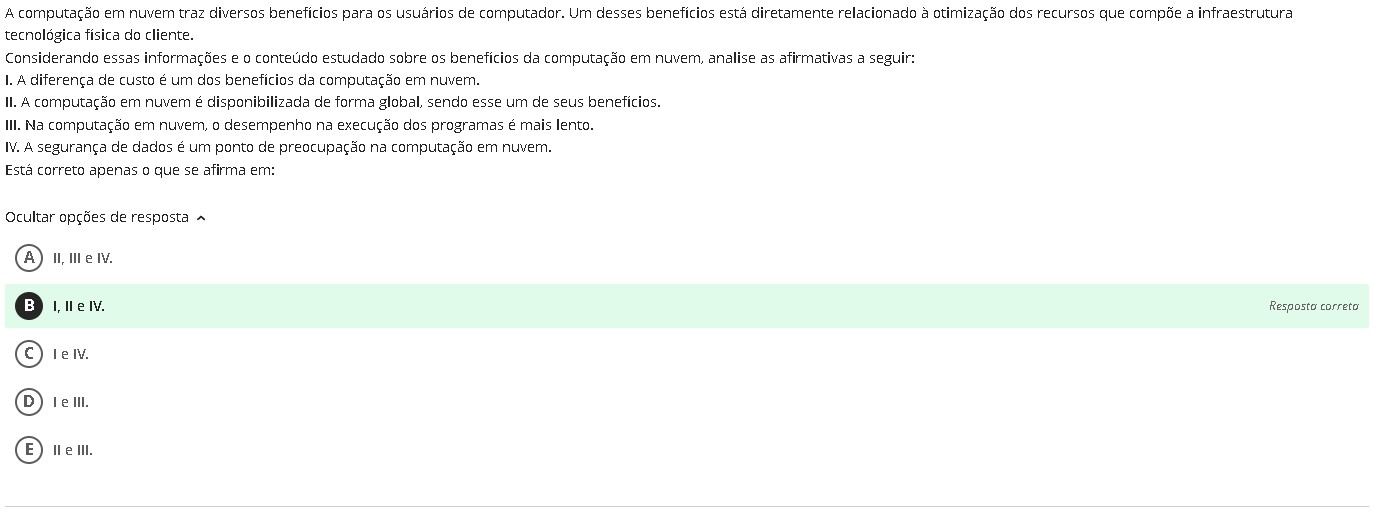 A computação em nuvem traz diversos benefícios para os usuários de computador. Um desses benefícios está diretamente relacionado à otimização dos recursos que compõe a infraestrutura
tecnológica física do cliente.
Considerando essas informações e o conteúdo estudado sobre os benefícios da computação em nuvem, analise as afirmativas a seguir:
I. A diferença de custo é um dos benefícios da computação em nuvem.
II. A computação em nuvem é disponibilizada de forma global, sendo esse um de seus benefícios.
III. Na computação em nuvem, o desempenho na execução dos programas é mais lento.
IV. A segurança de dados é um ponto de preocupação na computação em nuvem.
Está correto apenas o que se afirma em:
Ocultar opções de resposta
A II, III e IV.
B I, II e IV. Resposta correta
C I e IV.
D I e III.
E II e III.